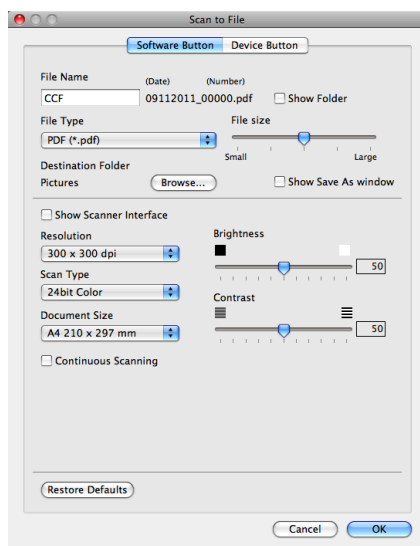 Scan to File
Software Button Device Button
File Name (Date) (Number)
CCF 09112011_00000.pdf Show Folder
File Type File size
PDF (*.pdf)
Small Large
Destination Folder
Pictures Browse... Show Save As window
Show Scanner Interface
Resolution Brightness
300 x 300 dpi
50
Scan Type
24bit Color
Contrast
Document Size
A4 210 x 297 mm 50
Continuous Scanning
Restore Defaults
Cancel OK